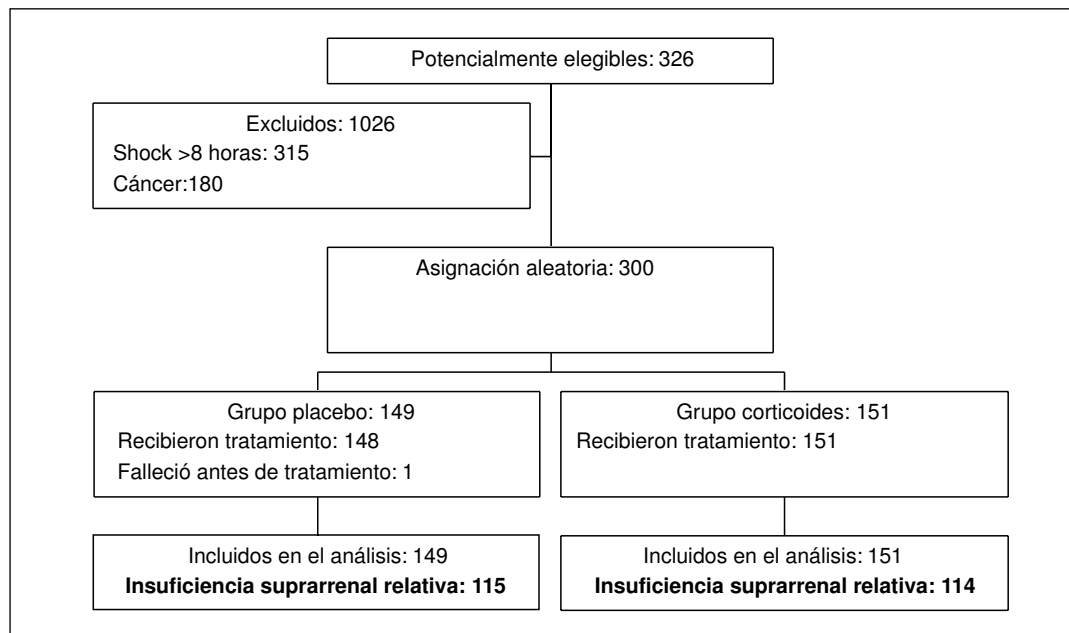 Potencialmente elegibles: 326
Excluidos: 1026
Shock >8 horas: 315
Cáncer:180
Asignación aleatoria: 300
Grupo placebo: 149
Recibieron tratamiento: 148
Falleció antes de tratamiento: 1
Grupo corticoides: 151
Recibieron tratamiento: 151
Incluidos en el análisis: 149
Insuficiencia suprarrenal relativa: 115
Incluidos en el análisis: 151
Insuficiencia suprarrenal relativa: 114